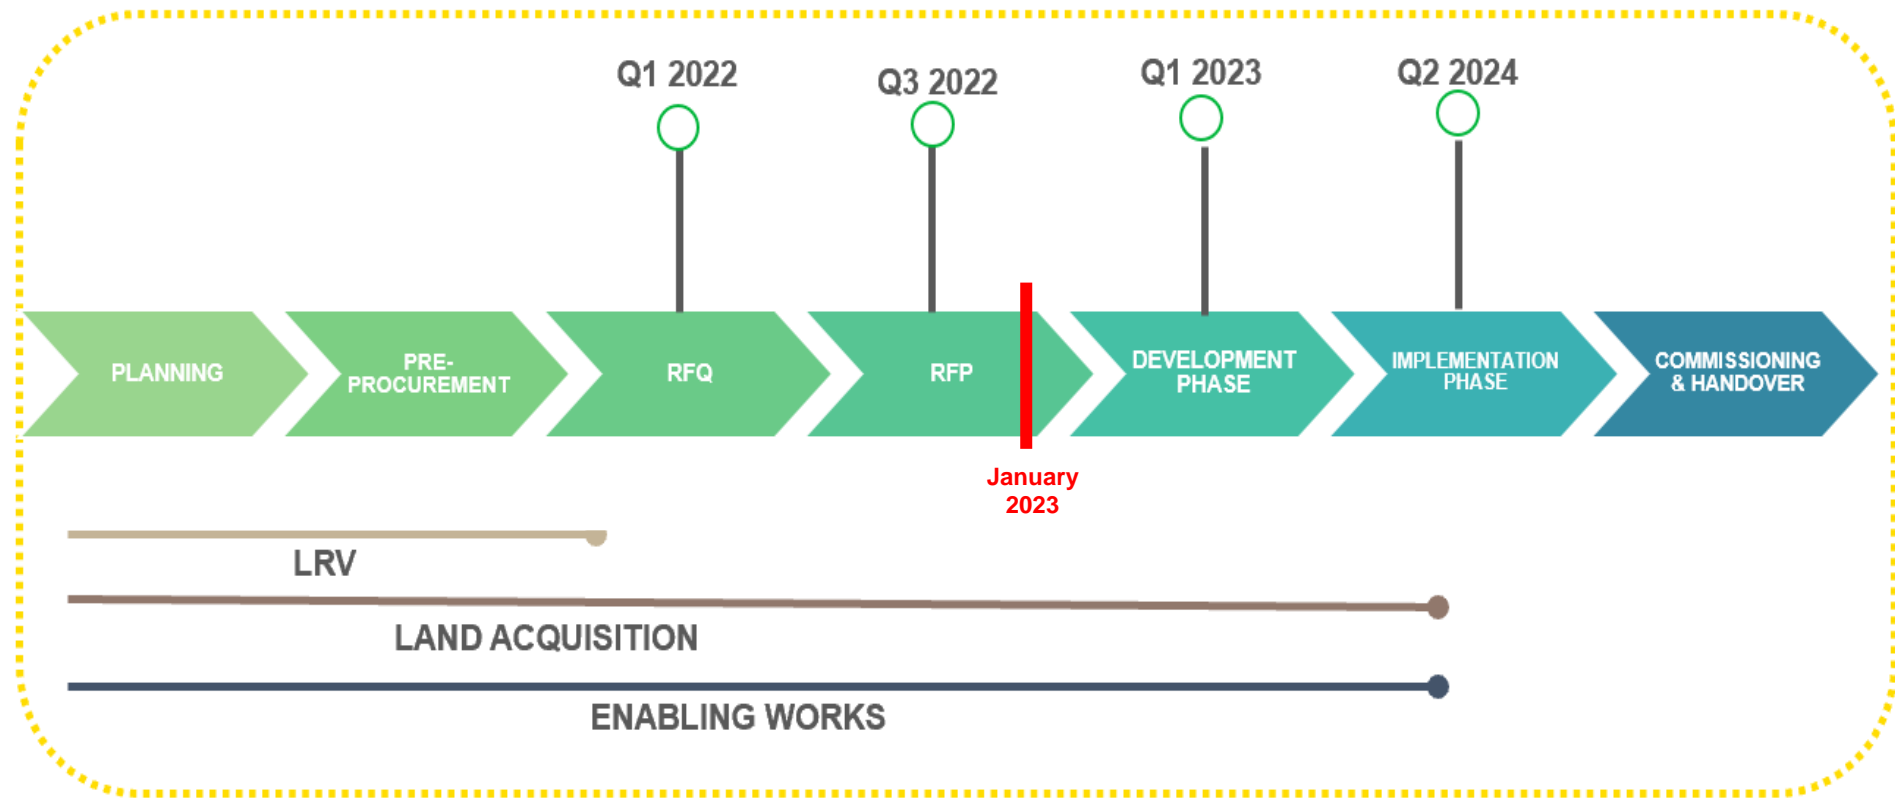 Q1 2022
Q3 2022
Q1 2023
Q2 2024
PLANNING
PRE-
PROCUREMENT
RFQ
RFP
DEVELOPMENT
PHASE
IMPLEMENTATION
PHASE
COMMISSIONING
& HANDOVER
January
2023
LRV
LAND ACQUISITION
ENABLING WORKS